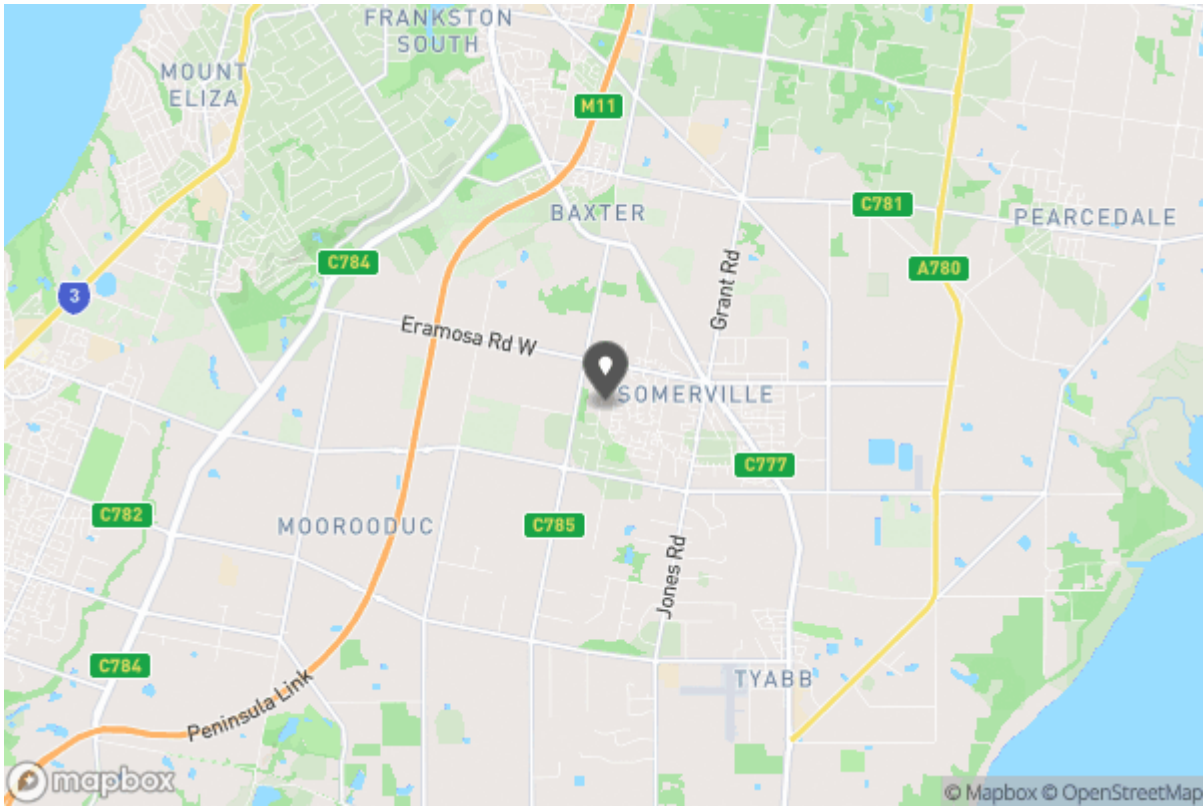 FRANKSTON
SOUTH
MOUNT
ELIZA
M11
BAXTER
C781
PEARCEDALE
C784
A780
Grant Rd
3
Eramosa Rd W
SOMERVILLE
C777
C782
MOOROODUC
C785
Jones Rd
C784
TYABB
Peninsula Link
mapbox
© Mapbox © OpenStreetMap